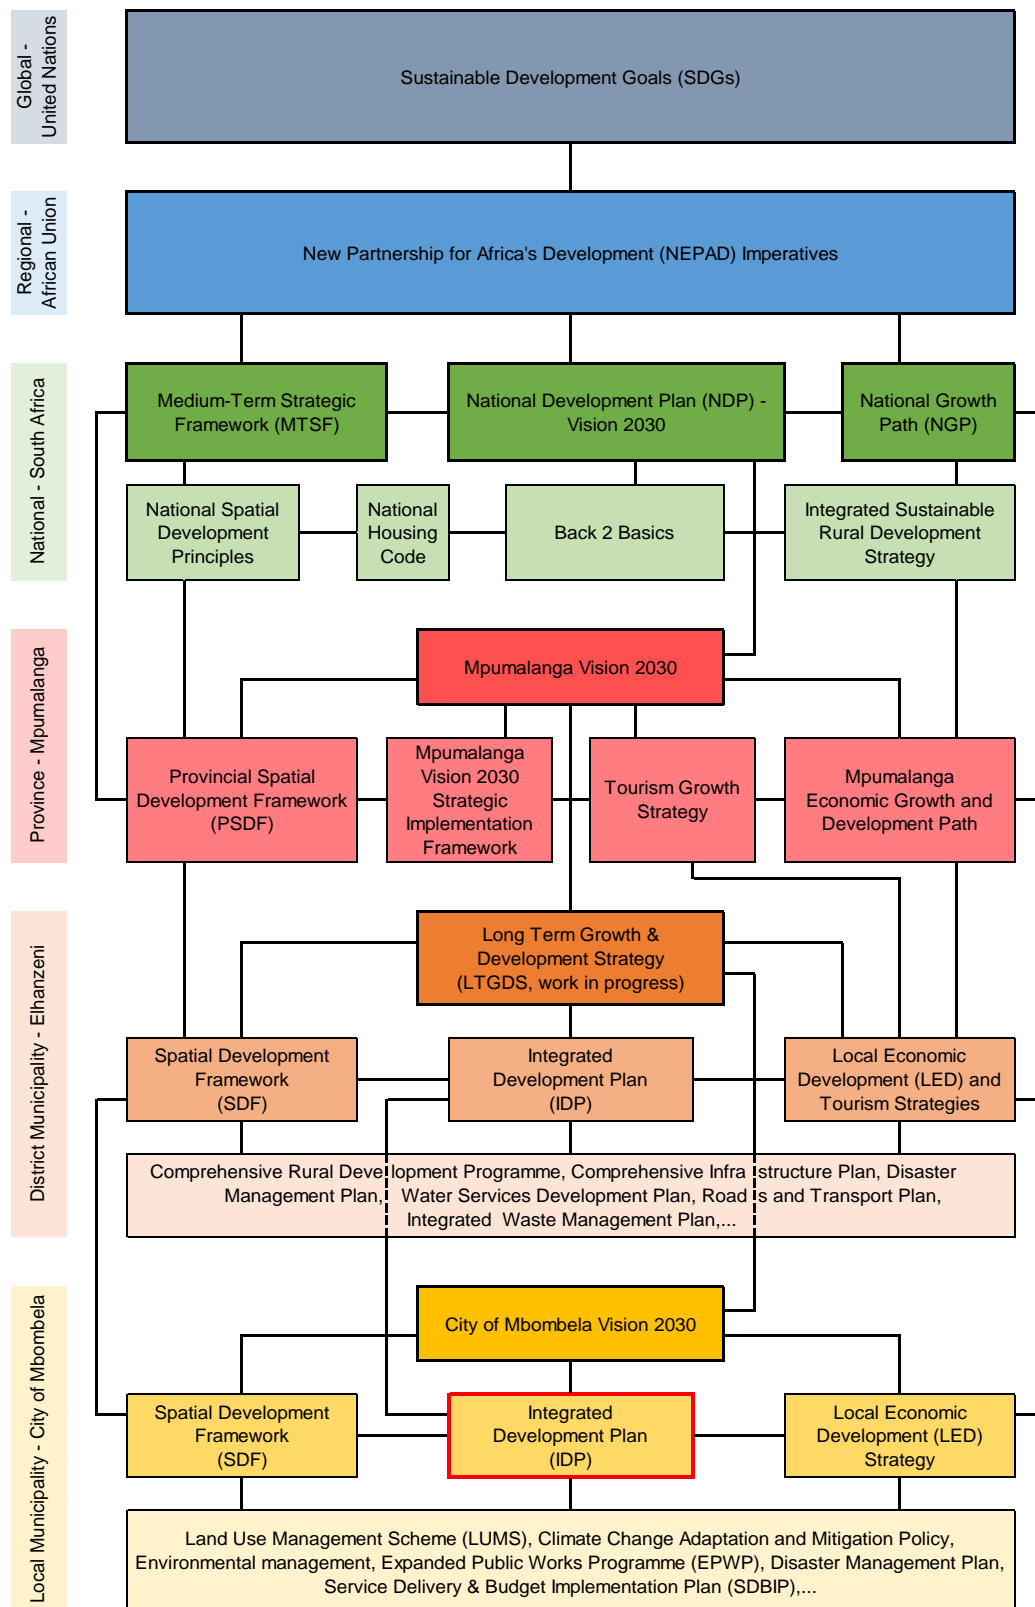 Global -
United Nations
Sustainable Development Goals (SDGs)
Regional -
African Union
New Partnership for Africa's Development (NEPAD) Imperatives
National - South Africa
Medium-Term Strategic
Framework (MTSF)
National Development Plan (NDP) -
Vision 2030
National Growth
Path (NGP)
National Spatial
Development
Principles
National
Housing
Code
Back 2 Basics
Integrated Sustainable
Rural Development
Strategy
Province - Mpumalanga
Mpumalanga Vision 2030
Provincial Spatial
Development Framework
(PSDF)
Mpumalanga
Vision 2030
Strategic
Implementation
Framework
Tourism Growth
Strategy
Mpumalanga
Economic Growth and
Development Path
District Municipality - Elhanzeni
Long Term Growth &
Development Strategy
(LTGDS, work in progress)
Spatial Development
Framework
(SDF)
Integrated
Development Plan
(IDP)
Local Economic
Development (LED) and
Tourism Strategies
Comprehensive Rural Development Programme, Comprehensive Infrastructure Plan, Disaster
Management Plan, Water Services Development Plan, Roads and Transport Plan,
Integrated Waste Management Plan,...
Local Municipality - City of Mbombela
City of Mbombela Vision 2030
Spatial Development
Framework
(SDF)
Integrated
Development Plan
(IDP)
Local Economic
Development (LED)
Strategy
Land Use Management Scheme (LUMS), Climate Change Adaptation and Mitigation Policy,
Environmental management, Expanded Public Works Programme (EPWP), Disaster Management Plan,
Service Delivery & Budget Implementation Plan (SDBIP),...